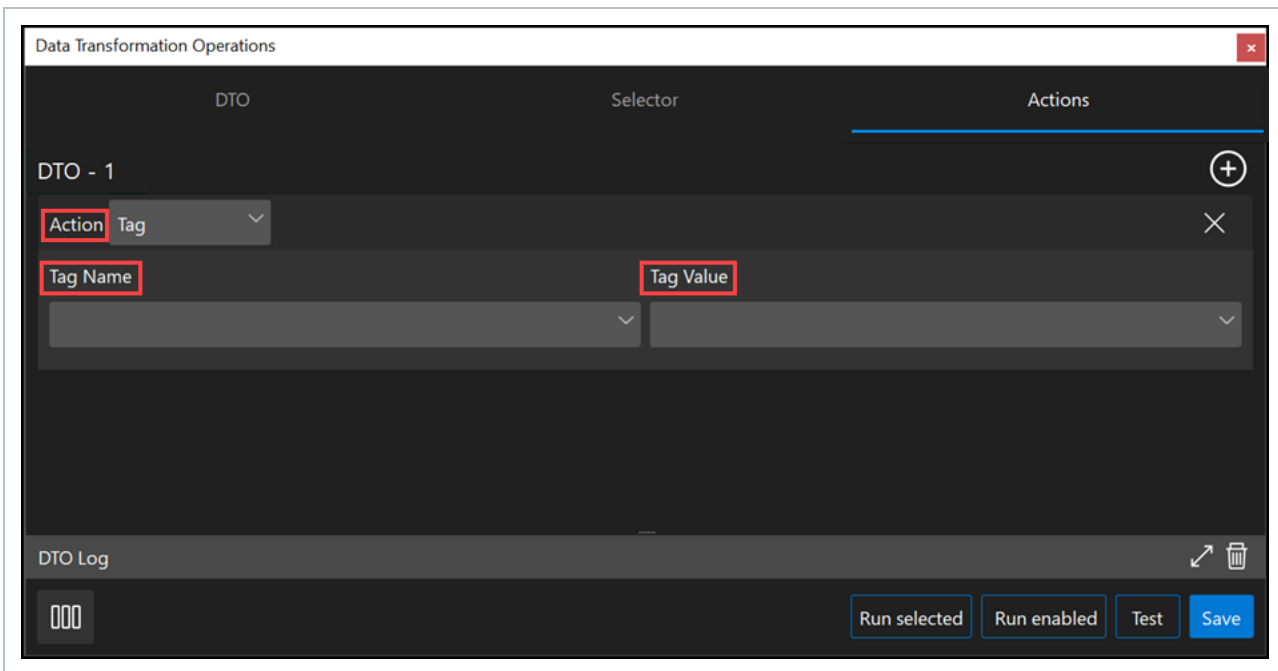 Data Transformation Operations
DTO Selector Actions
DTO - 1
Action Tag
Tag Name Tag Value
DTO Log
Run selected Run enabled Test Save